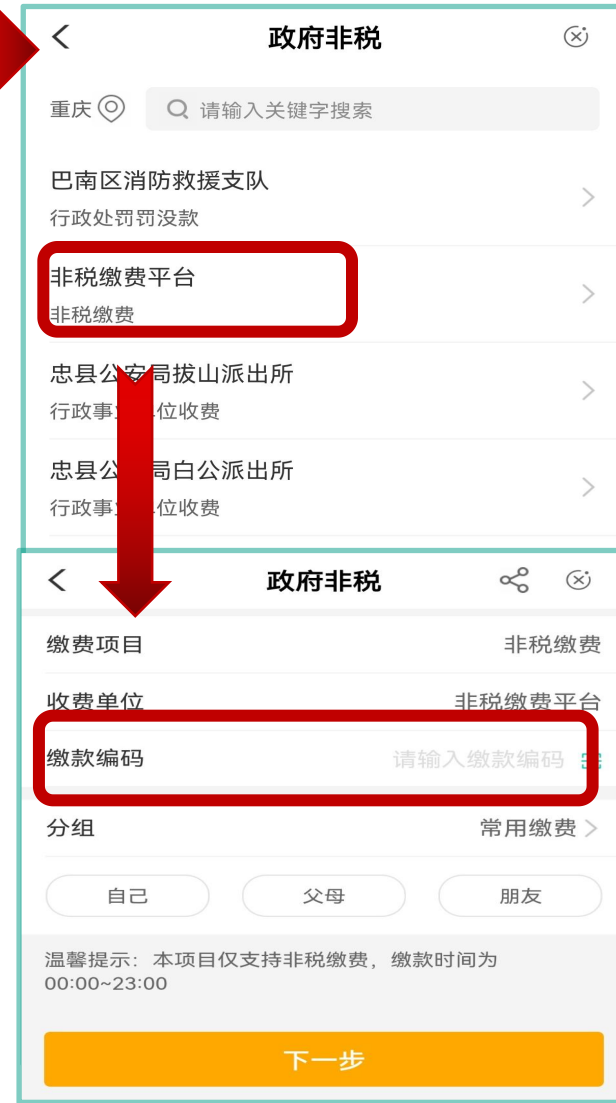 政府非税
重庆 请输入关键字搜索
巴南区消防救援支队
行政处罚罚没款
非税缴费平台
非税缴费
忠县公安局拔山派出所
行政事 位收费
忠县公 局白公派出所
行政事 位收费
政府非税
缴费项目 非税缴费
收费单位 非税缴费平台
缴款编码 请输入缴款编码
分组 常用缴费
自己 父母 朋友
温馨提示：本项目仅支持非税缴费，缴款时间为
00:00~23:00
下一步